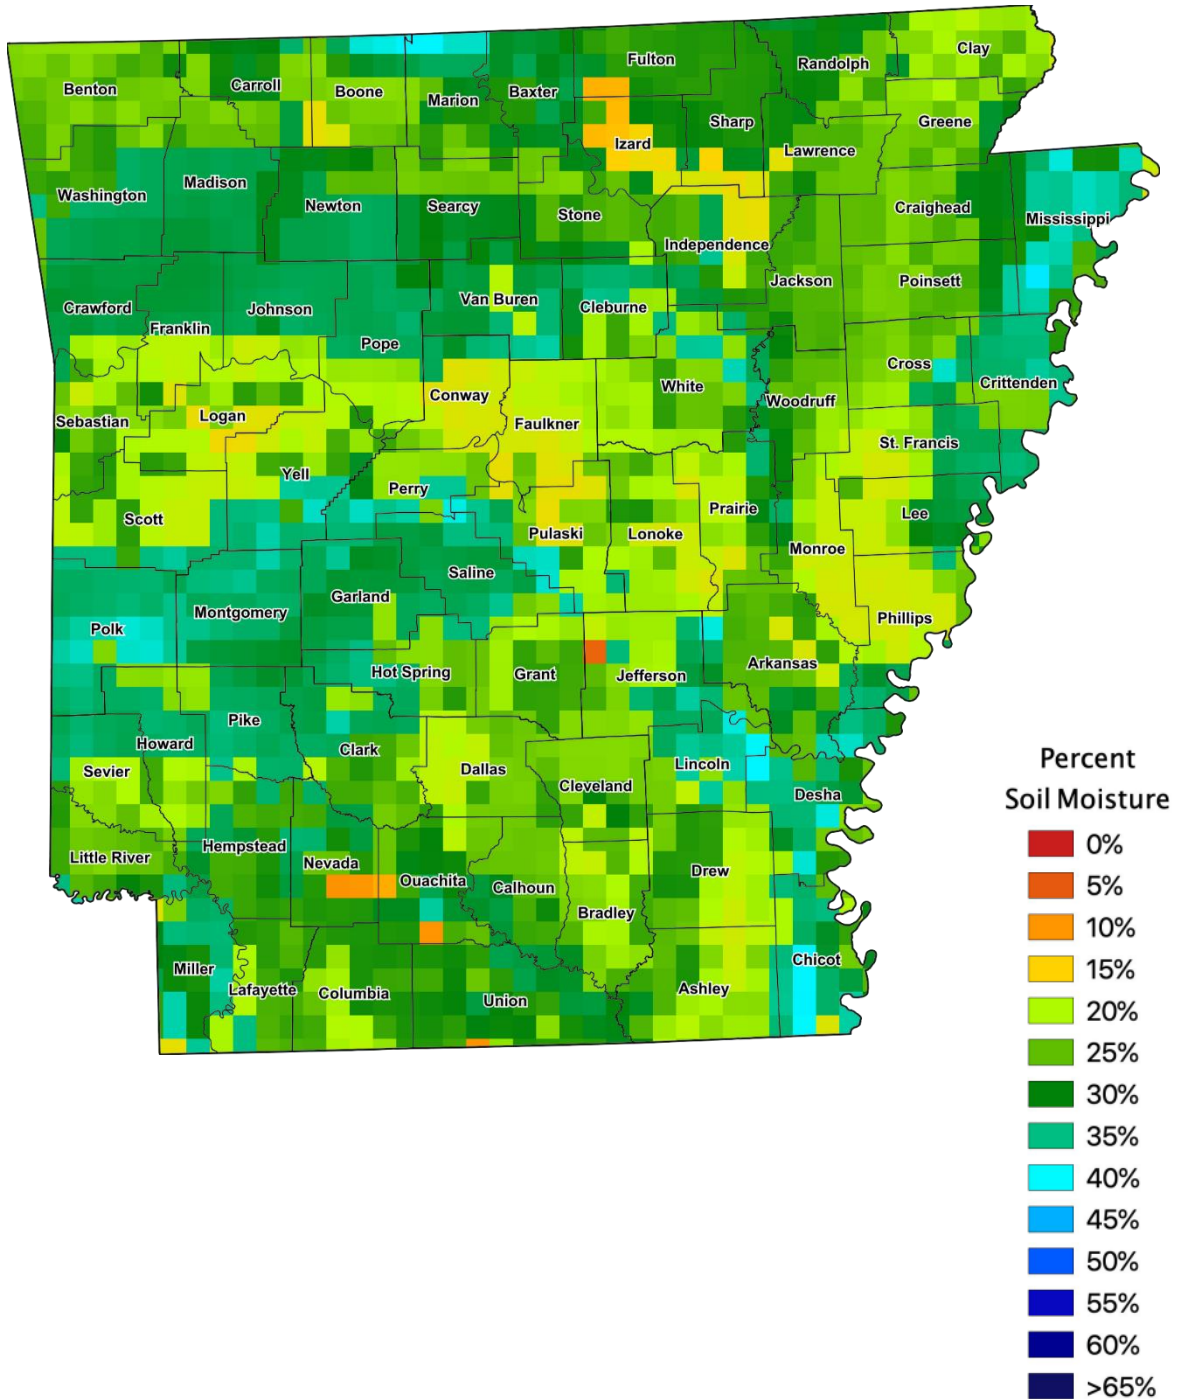 Clay
Fulton
Randolph
Carroll
Benton
Boone
Baxter
Marion
Sharp
Greene
Izard
Lawrence
Madison
Washington
Newton
Searcy
Stone
Craighead
Mississippi
Independence
Jackson
Poinsett
Van Buren
Crawford
Johnson
Cleburne
Franklin
Pope
Cross
Crittenden
White
Conway
Woodruff
Logan
Sebastian
Faulkner
St. Francis
Yell
Perry
Prairie
Lee
Scott
Pulaski
Lonoke
Monroe
Saline
Garland
Montgomery
Phillips
Polk
Arkansas
Hot Spring
Grant
Jefferson
Pike
Howard
Clark
Lincoln
Sevier
Dallas
Cleveland
Desha
Hempstead
Little River
Nevada
Drew
Ouachita
Calhoun
Bradley
Chicot
Miller
Lafayette
Columbia
Union
Ashley
Percent
Soil Moisture
0%
5%
10%
15%
20%
25%
30%
35%
40%
45%
50%
55%
60%
>65%